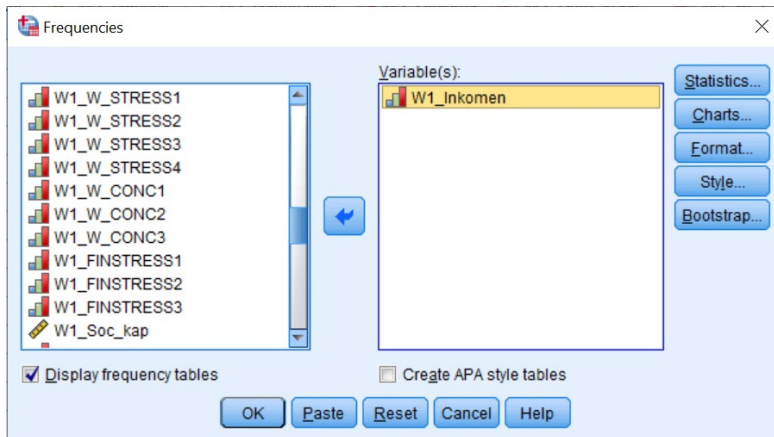 Frequencies
W1_W_STRESS1
W1_W_STRESS2
W1_W_STRESS3
W1_W_STRESS4
W1_W_CONC1
W1_W_CONC2
W1_W_CONC3
W1_FINSTRESS1
W1_FINSTRESS2
W1_FINSTRESS3
W1_Soc_kap
Variable(s):
W1_Inkomen
Statistics...
Charts...
Format...
Style...
Bootstrap...
Display frequency tables
Create APA style tables
OK
Paste
Reset
Cancel
Help